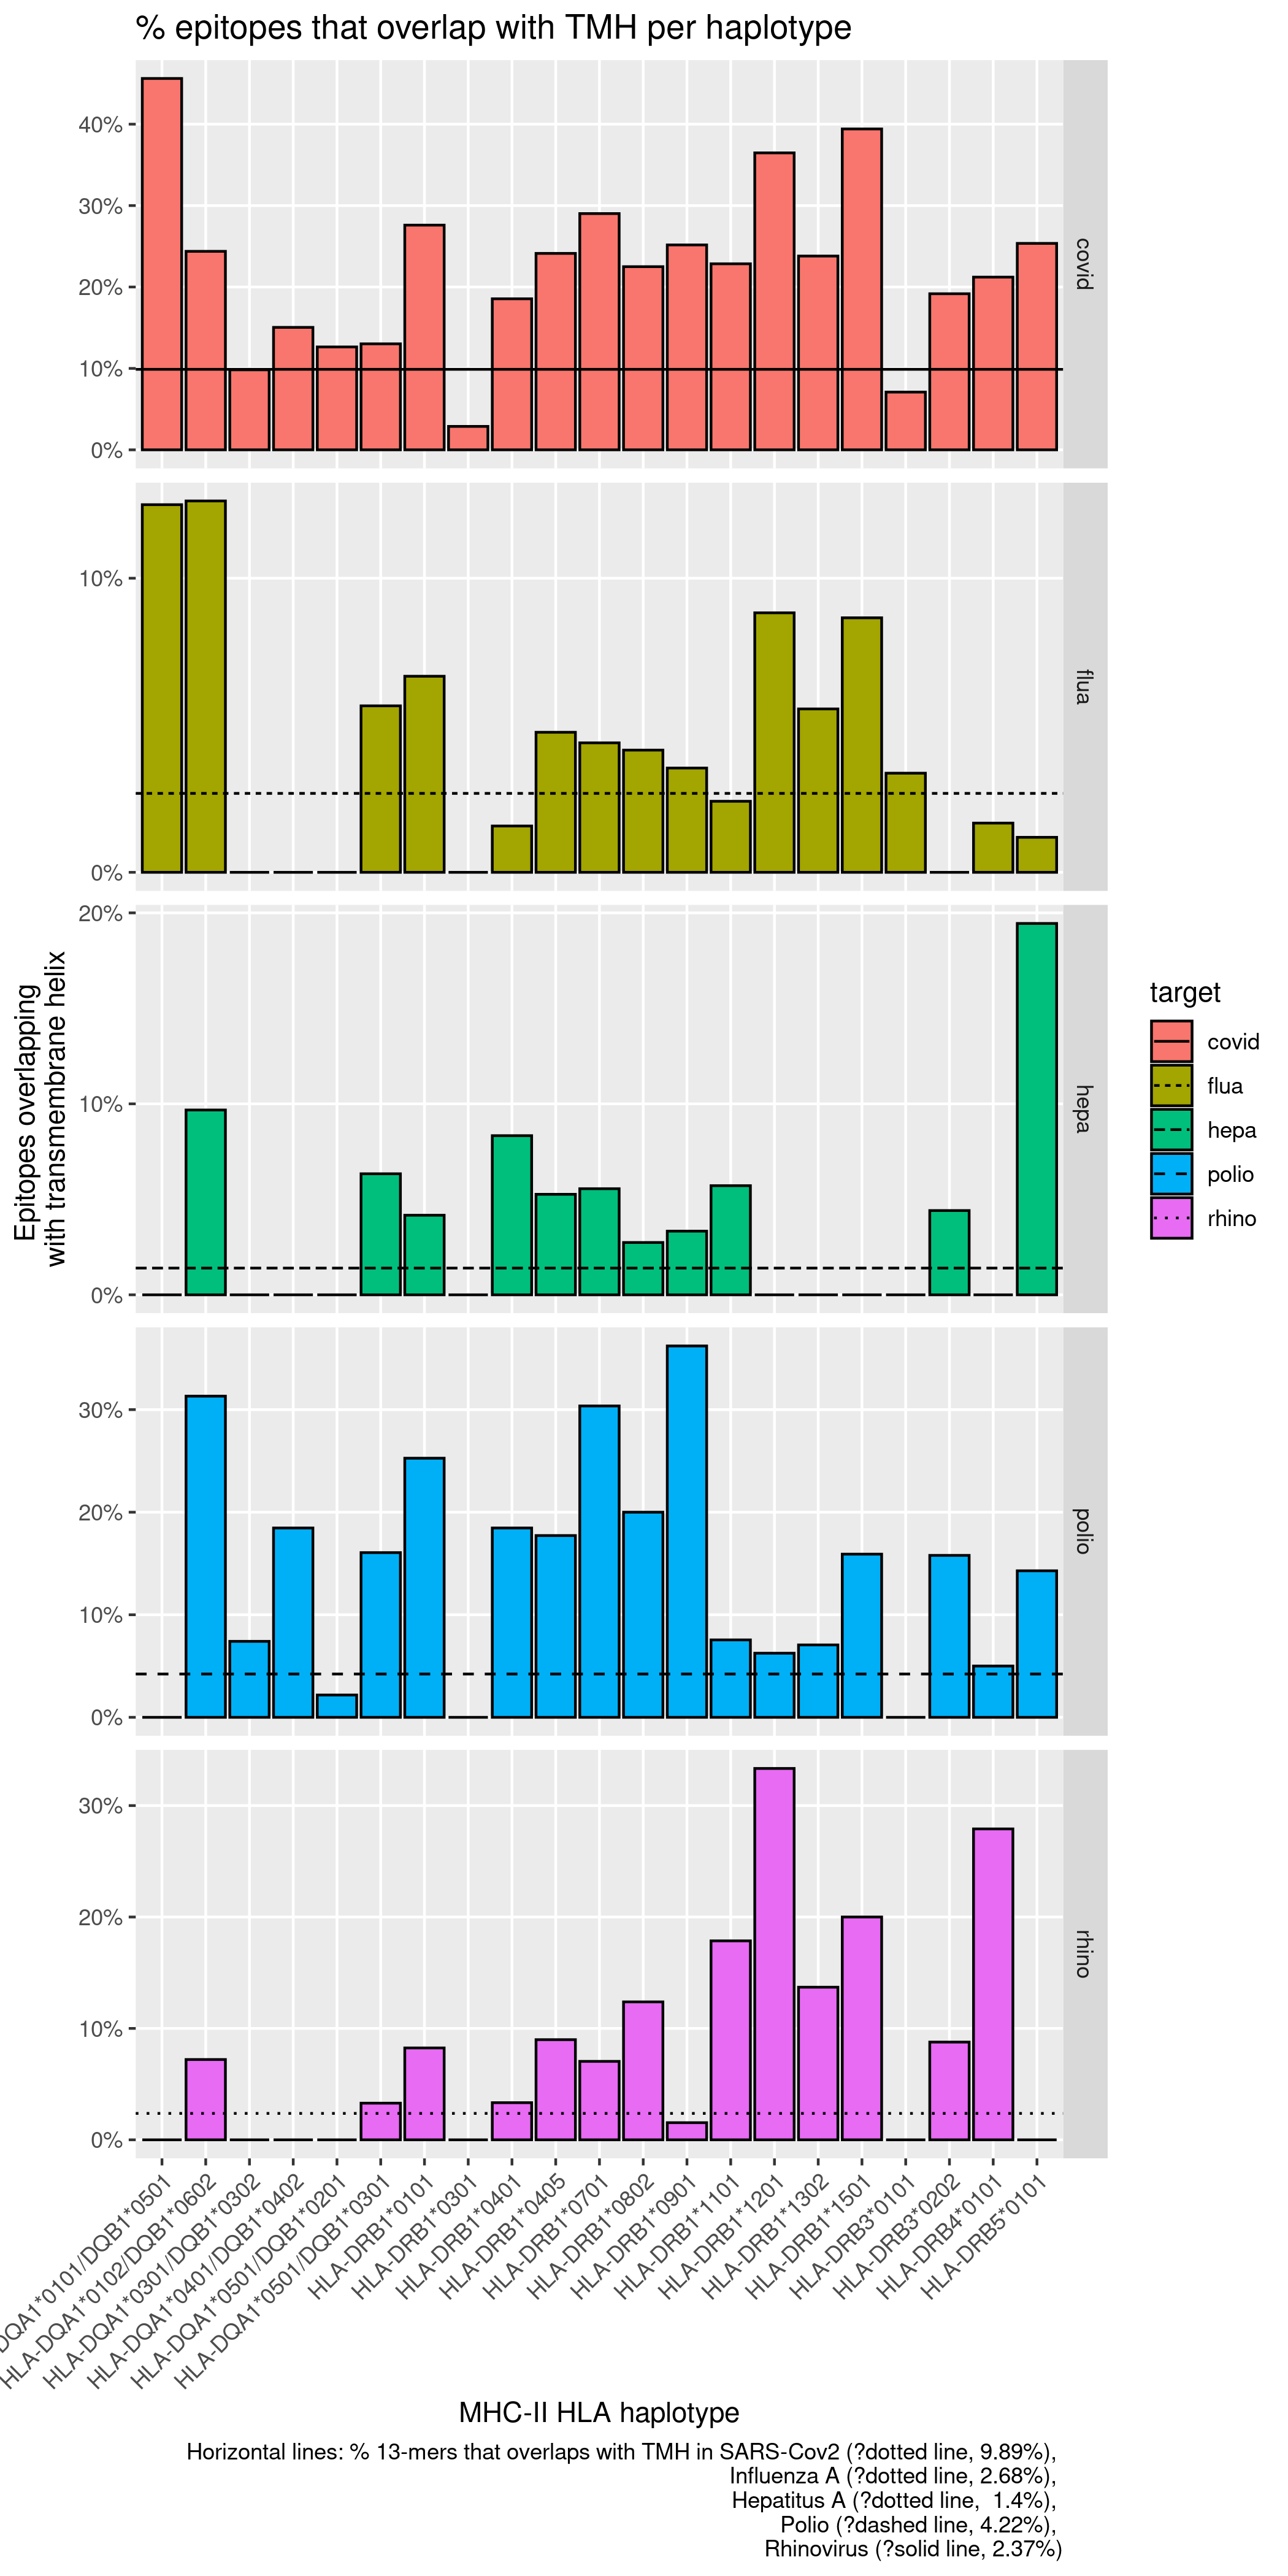 % epitopes that overlap with TMH per haplotype
Epitopes overlapping
with transmembrane helix
40%
30%
20%
10%
0%
covid
10%
0%
flua
20%
10%
0%
hepa
30%
20%
10%
0%
polio
30%
20%
10%
0%
rhino
target
covid
flua
hepa
polio
rhino
DQA1*0101/DQB1*0501
HLA-DQA1*0102/DQB1*0602
HLA-DQA1*0301/DQB1*0302
HLA-DQA1*0401/DQB1*0402
HLA-DQA1*0501/DQB1*0201
HLA-DQA1*0501/DQB1*0301
HLA-DRB1*0101
HLA-DRB1*0301
HLA-DRB1*0401
HLA-DRB1*0405
HLA-DRB1*0701
HLA-DRB1*0802
HLA-DRB1*0901
HLA-DRB1*1101
HLA-DRB1*1201
HLA-DRB1*1302
HLA-DRB1*1501
HLA-DRB3*0101
HLA-DRB3*0202
HLA-DRB4*0101
HLA-DRB5*0101
MHC-II HLA haplotype
Horizontal lines: % 13-mers that overlaps with TMH in SARS-Cov2 (?dotted line, 9.89%),
Influenza A (?dotted line, 2.68%),
Hepatitus A (?dotted line,  1.4%),
Polio (?dashed line, 4.22%),
Rhinovirus (?solid line, 2.37%)